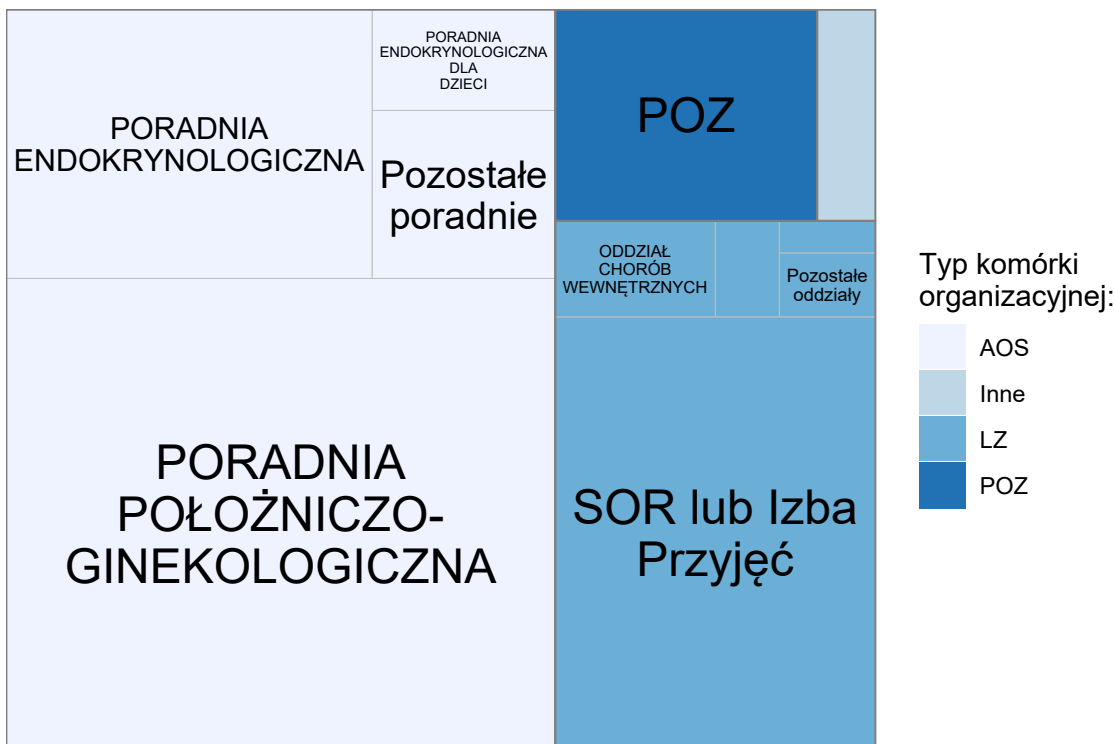 PORADNIA
ENDOKRYNOLOGICZNA
PORADNIA
ENDOKRYNOLOGICZNA
DLA
DZIECI
Pozostałe
poradnie
PORADNIA
POŁOŻNICZO-
GINEKOLOGICZNA
POZ
ODDZIAŁ
CHORÓB
WEWNĘTRZNYCH
Pozostałe
oddziały
SOR lub Izba
Przyjęć
Typ komórki
organizacyjnej:
AOS
Inne
LZ
POZ